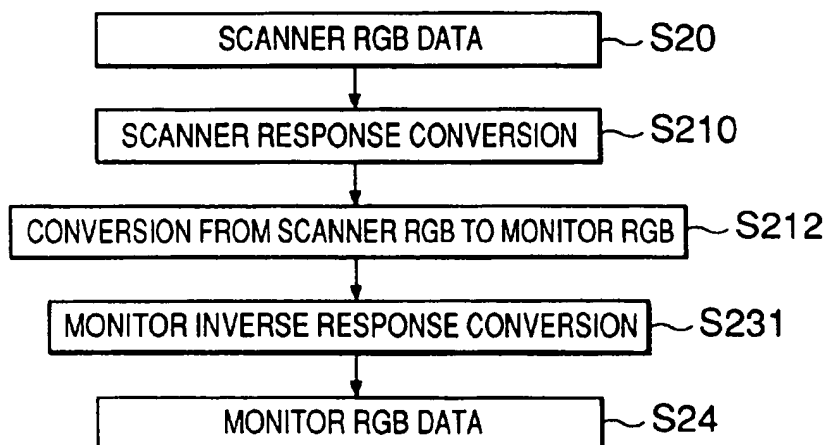 SCANNER RGB DATA S20
SCANNER RESPONSE CONVERSION S210
CONVERSION FROM SCANNER RGB TO MONITOR RGB S212
MONITOR INVERSE RESPONSE CONVERSION S231
MONITOR RGB DATA S24